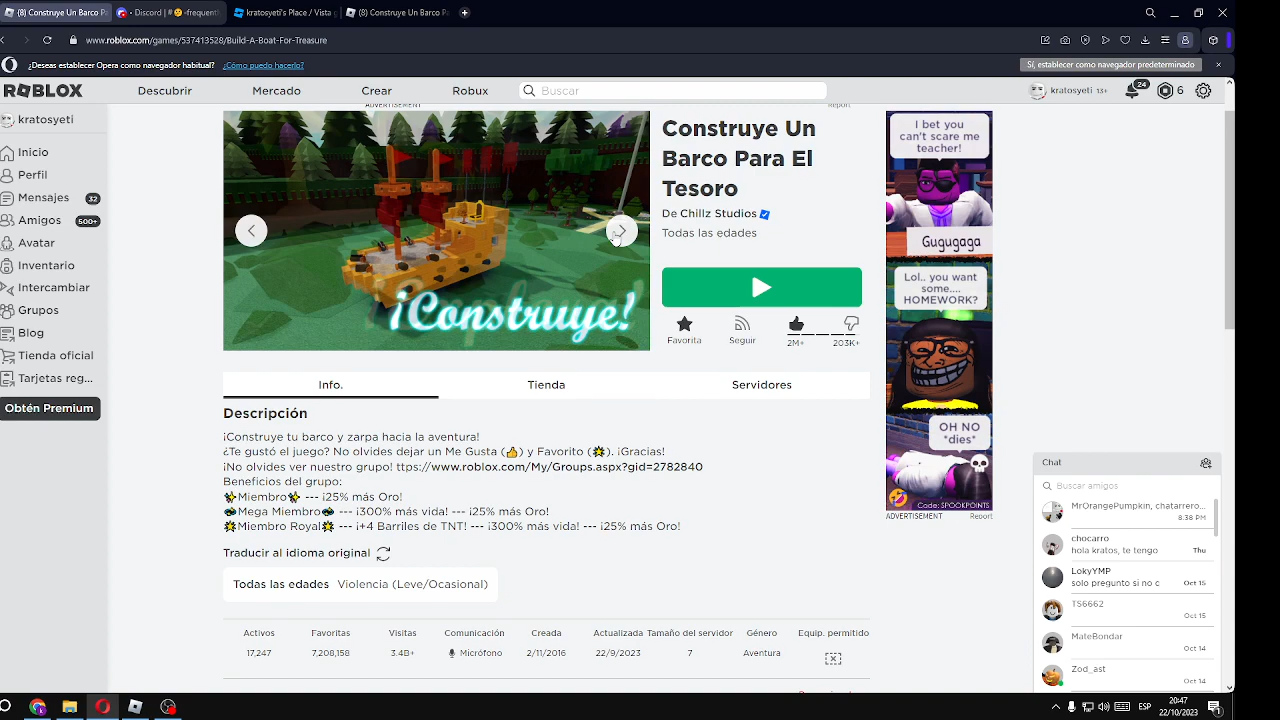 (8) Construye Un Barco Pa
Discord | #🤔-frequent
kratosyeti's Place / Vista
(8) Construye Un Barco Pa
www.roblox.com/games/537413528/Build-A-Boat-For-Treasure
¿Deseas establecer Opera como navegador habitual? ¿Cómo puedo hacerlo?
Sí, establecer como navegador predeterminado
ROBLOX
Descubrir
Mercado
Crear
Robux
Buscar
kratosyeti 13+
24
6
kratosyeti
Inicio
Perfil
Mensajes 32
Amigos 500+
Avatar
Inventario
Intercambiar
Grupos
Blog
Tienda oficial
Tarjetas reg...
Obtén Premium
ADVERTISEMENT
Report
¡Construye!
Construye Un
Barco Para El
Tesoro
De Chillz Studios
Todas las edades
Favorita
Seguir
2M+
203K+
Info.
Tienda
Servidores
Descripción
¡Construye tu barco y zarpa hacia la aventura!
¿Te gustó el juego? No olvides dejar un Me Gusta (👍) y Favorito (🌟). ¡Gracias!
¡No olvides ver nuestro grupo! ttps://www.roblox.com/My/Groups.aspx?gid=2782840
Beneficios del grupo:
✨Miembro✨ --- ¡25% más Oro!
Mega Miembro --- ¡300% más vida! --- ¡25% más Oro!
🌟Miembro Royal🌟 --- ¡+4 Barriles de TNT! --- ¡300% más vida! --- ¡25% más Oro!
Traducir al idioma original
Todas las edades Violencia (Leve/Ocasional)
Activos
Favoritas
Visitas
Comunicación
Creada
Actualizada
Tamaño del servidor
Género
Equip. permitido
17,247
7,208,158
3.4B+
Micrófono
2/11/2016
22/9/2023
7
Aventura
I bet you
can't scare me
teacher!
Gugugaga
Lol.. you want
some....
HOMEWORK?
OH NO
*dies*
Code: SPOOKPOINTS
ADVERTISEMENT
Report
Chat
Buscar amigos
MrOrangePumpkin, chatarrero...
8:38 PM
chocarro
hola kratos, te tengo
Thu
LokyYMP
solo pregunto si no c
Oct 15
TS6662
Oct 15
MateBondar
Oct 14
Zod_ast
Oct 14
ESP
20:47
22/10/2023
1